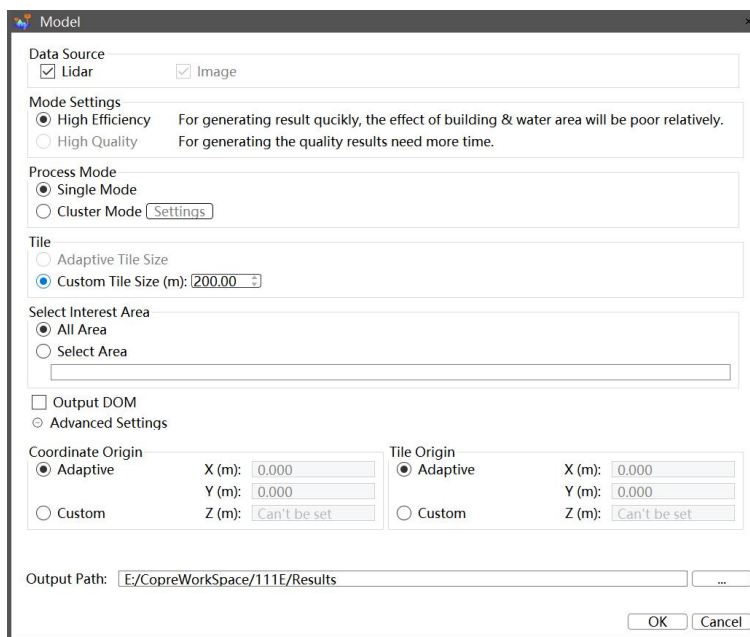 Model
Data Source
Lidar Image
Mode Settings
High Efficiency For generating result qucikly, the effect of building & water area will be poor relatively.
High Quality For generating the quality results need more time.
Process Mode
Single Mode
Cluster Mode Settings
Tile
Adaptive Tile Size
Custom Tile Size (m): 200.00
Select Interest Area
All Area
Select Area
Output DOM
Advanced Settings
Coordinate Origin Tile Origin
Adaptive X (m): 0.000 Adaptive X (m): 0.000
Y (m): 0.000 Y (m): 0.000
Custom Z (m): Can't be set Custom Z (m): Can't be set
Output Path: E:/CopreWorkSpace/111E/Results ...
OK Cancel